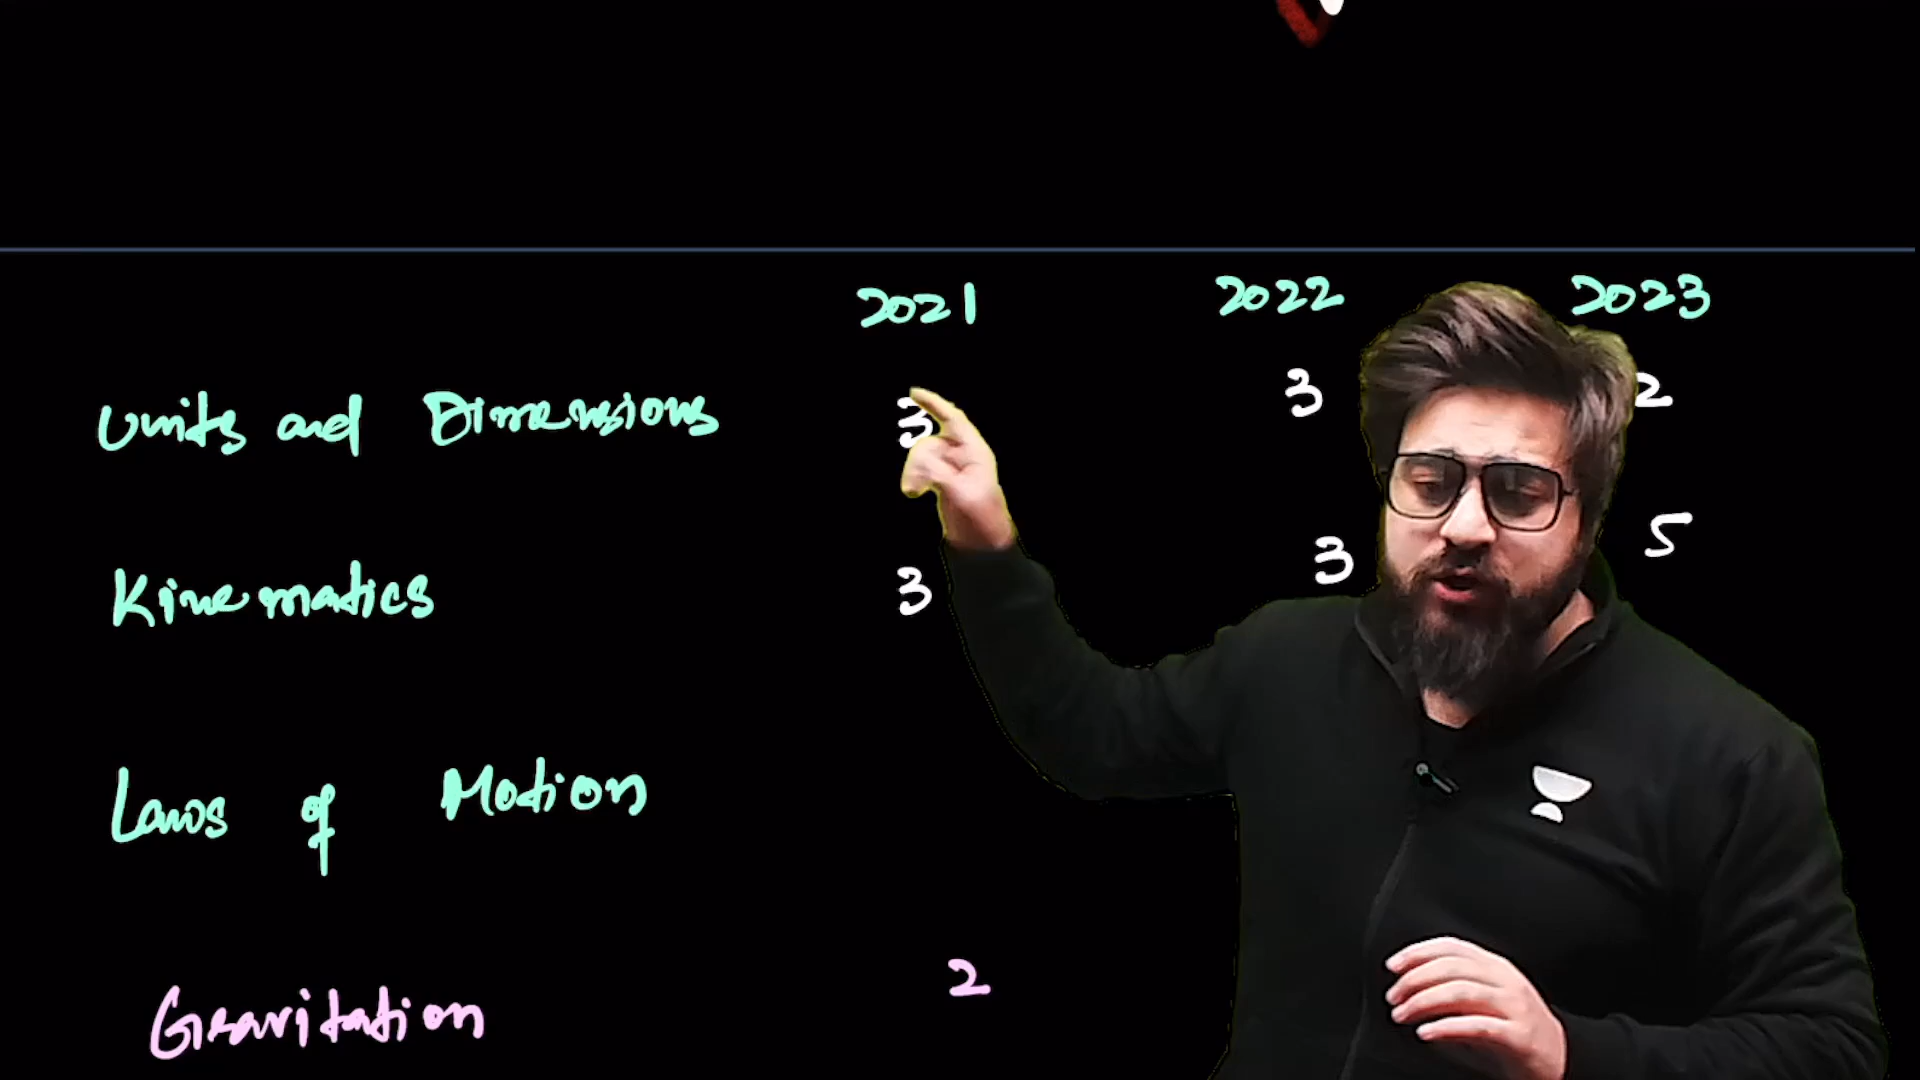 2021 2022 2023
Units and Dimensions 3 3 2
Kinematics 3 3 5
Laws of Motion
Gravitation 2